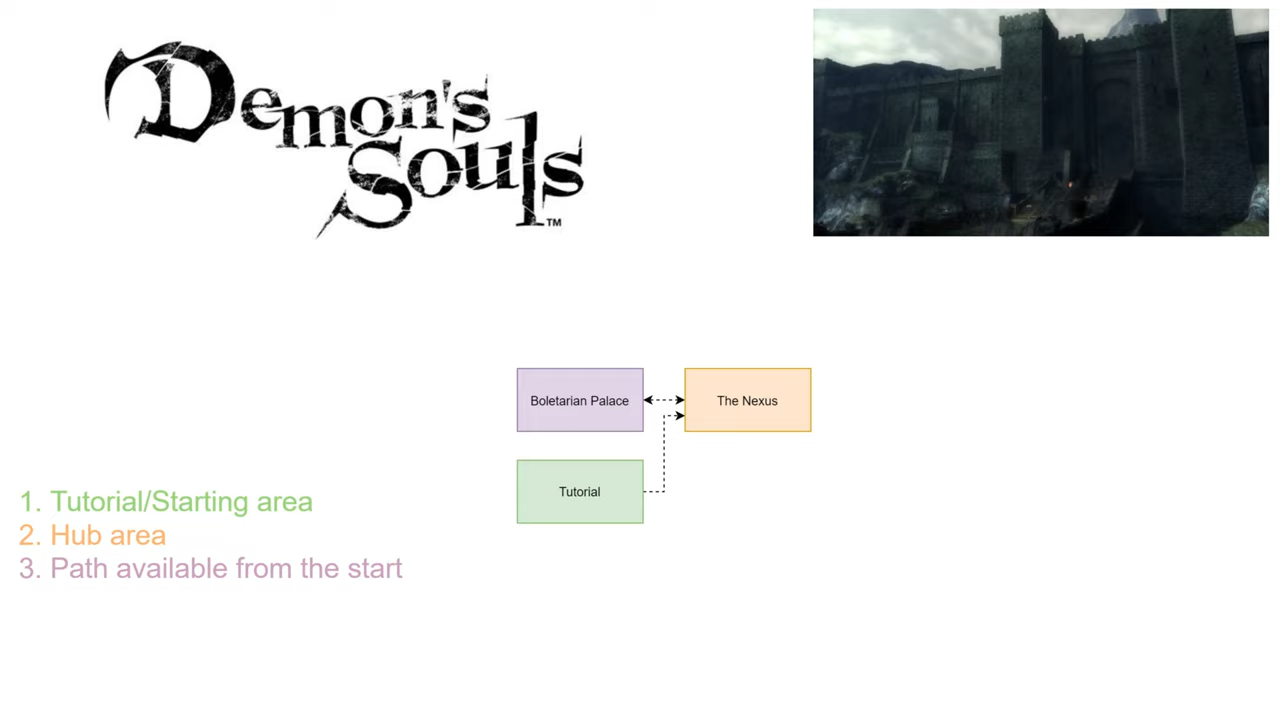 Demon's
Souls
TM
Boletarian Palace
The Nexus
Tutorial
1. Tutorial/Starting area
2. Hub area
3. Path available from the start